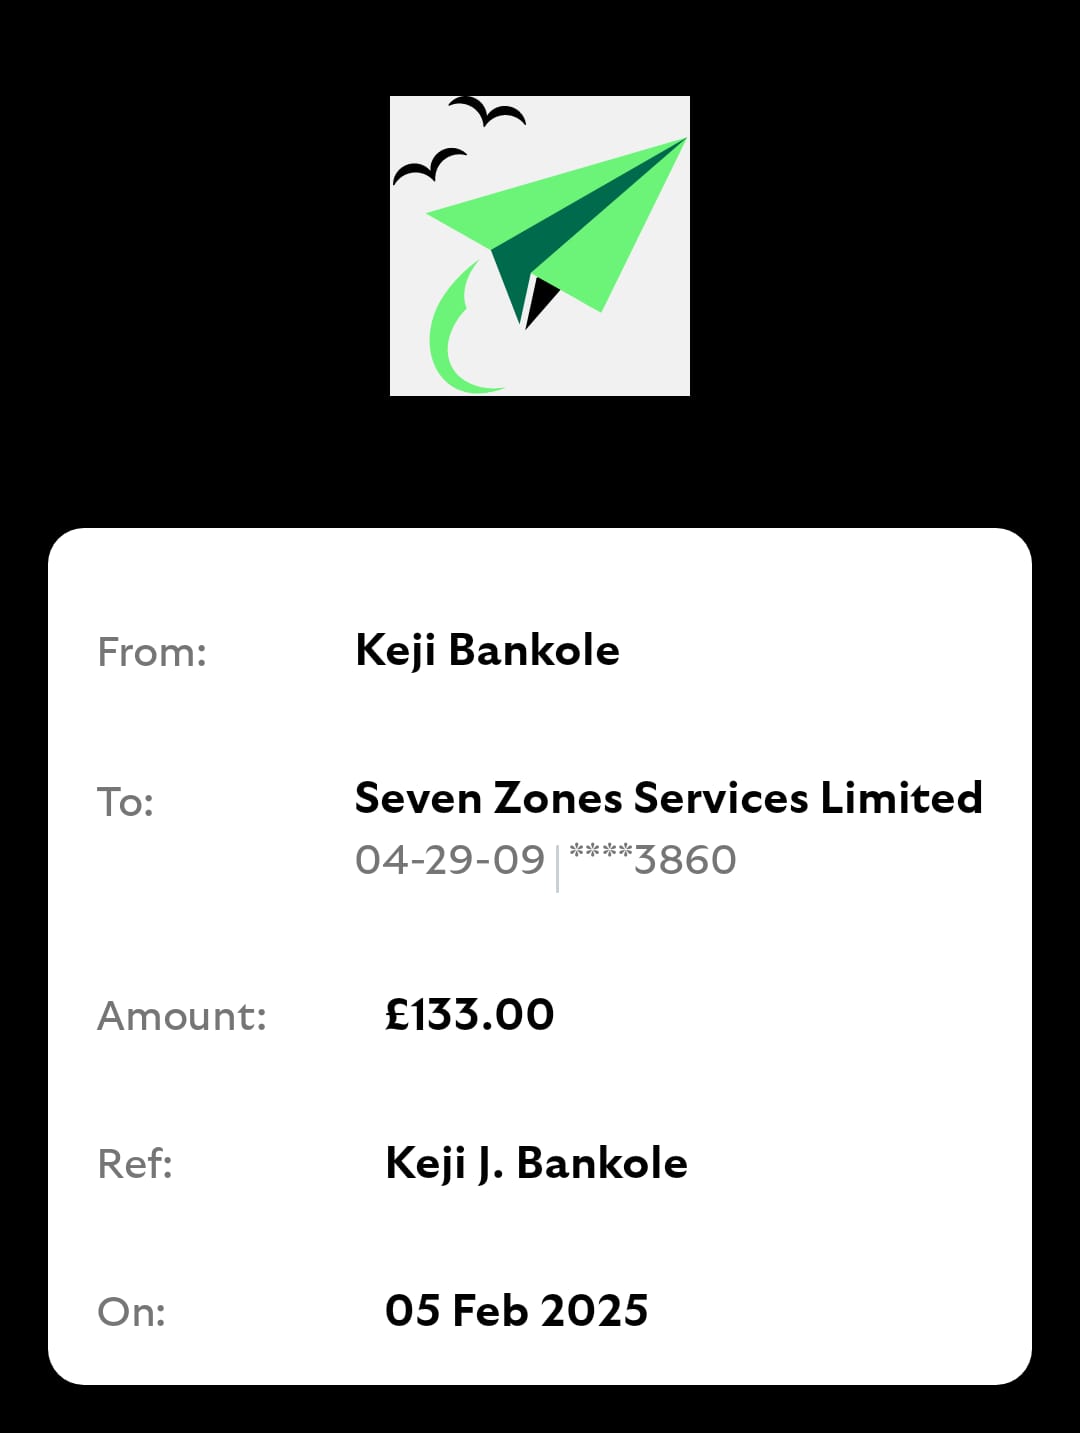 From: Keji Bankole
To: Seven Zones Services Limited
04-29-09 | ****3860
Amount: £133.00
Ref: Keji J. Bankole
On: 05 Feb 2025